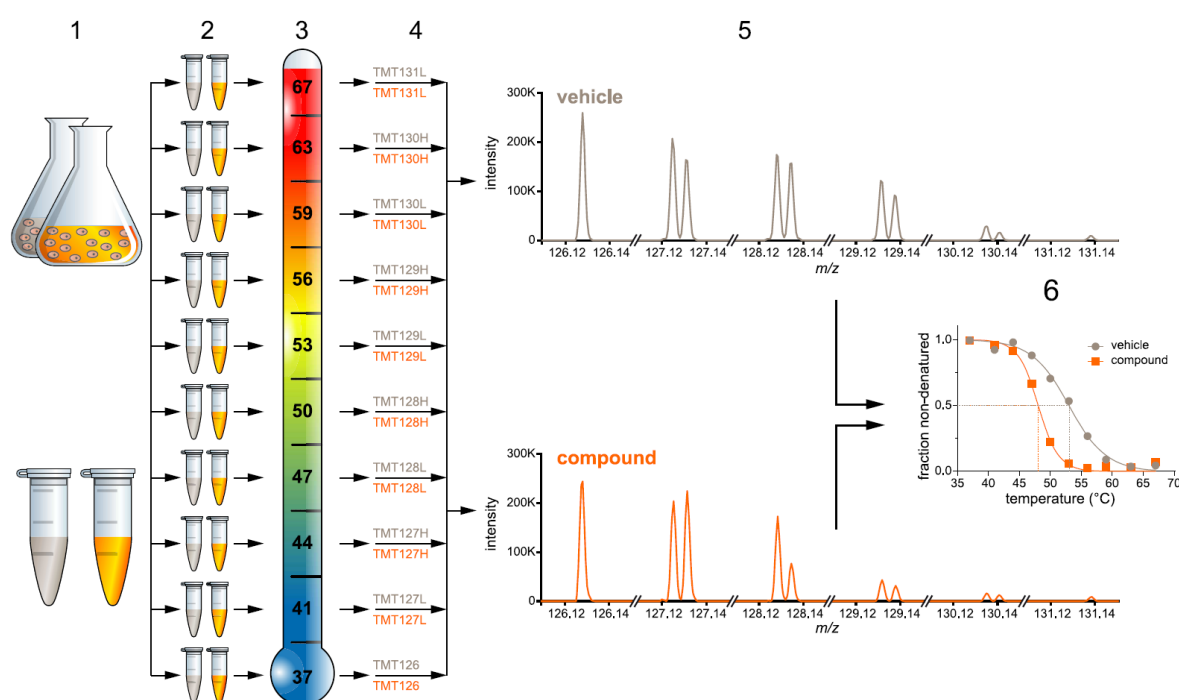 1
2
3
4
5
67
TMT131L
TMT131L
63
TMT130H
TMT130H
59
TMT130L
TMT130L
56
TMT129H
TMT129H
53
TMT129L
TMT129L
50
TMT128H
TMT128H
47
TMT128L
TMT128L
44
TMT127H
TMT127H
41
TMT127L
TMT127L
37
TMT126
TMT126
vehicle
intensity
300K
200K
100K
0
126.12 126.14 127.12 127.14 128.12 128.14 129.12 129.14 130.12 130.14 131.12 131.14
m/z
compound
intensity
300K
200K
100K
0
126.12 126.14 127.12 127.14 128.12 128.14 129.12 129.14 130.12 130.14 131.12 131.14
m/z
6
fraction non-denatured
1.0
0.5
0.0
vehicle
compound
35 40 45 50 55 60 65 70
temperature (°C)